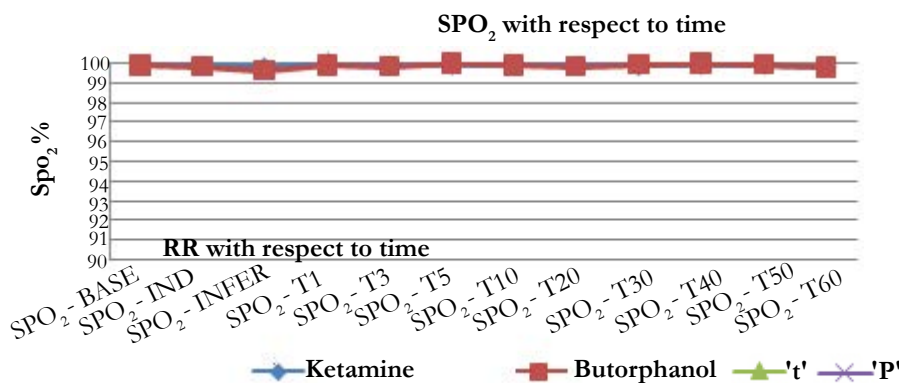 SPO₂ with respect to time
Spo₂ %
100
99
98
97
96
95
94
93
92
91
90
RR with respect to time
SPO₂ - BASE
SPO₂ - IND
SPO₂ - INFER
SPO₂ - T1
SPO₂ - T3
SPO₂ - T5
SPO₂ - T10
SPO₂ - T20
SPO₂ - T30
SPO₂ - T40
SPO₂ - T50
SPO₂ - T60
Ketamine Butorphanol 't' 'P'